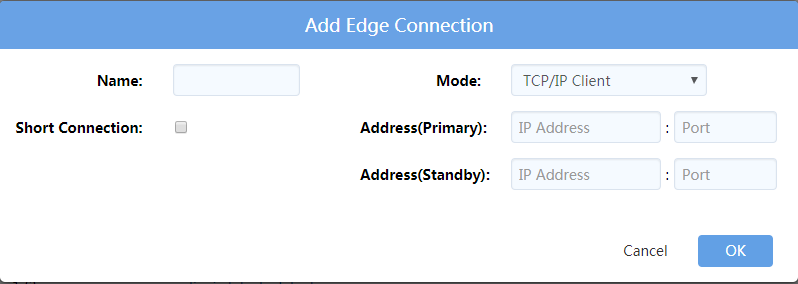 Add Edge Connection
Name: Mode: TCP/IP Client
Short Connection: Address(Primary): IP Address : Port
Address(Standby): IP Address : Port
Cancel OK